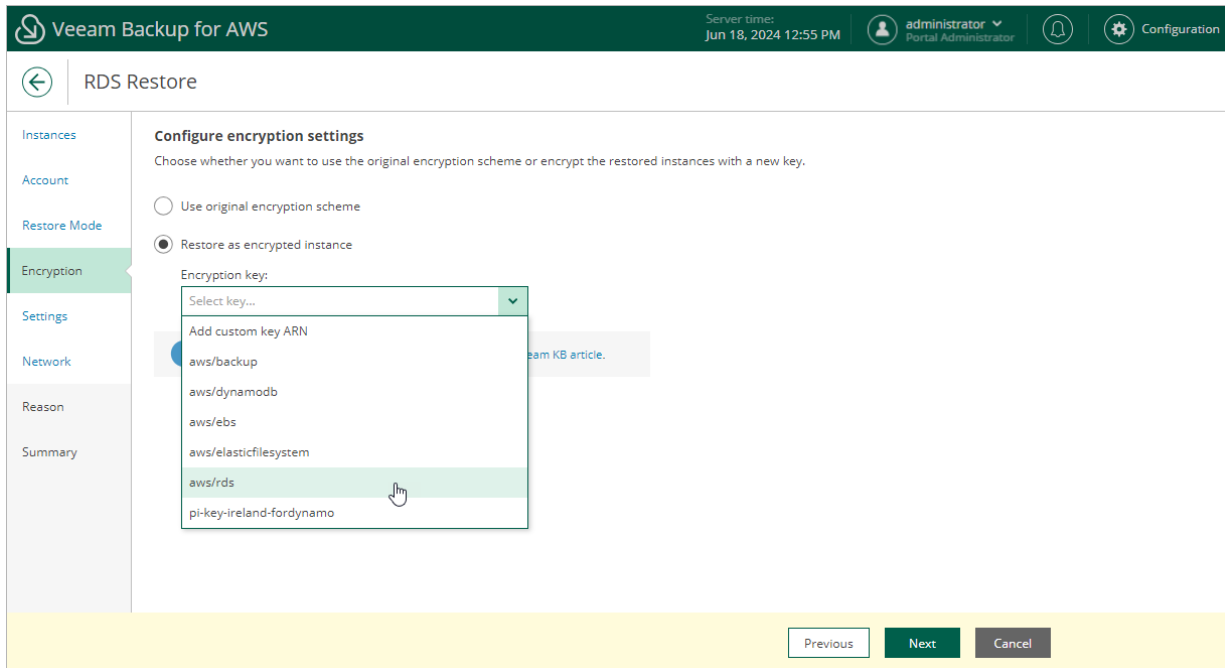 Veeam Backup for AWS
Server time:
Jun 18, 2024 12:55 PM
administrator
Portal Administrator
Configuration
RDS Restore
Instances
Account
Restore Mode
Encryption
Settings
Network
Reason
Summary
Configure encryption settings
Choose whether you want to use the original encryption scheme or encrypt the restored instances with a new key.
Use original encryption scheme
Restore as encrypted instance
Encryption key:
Select key...
Add custom key ARN
aws/backup
KB article.
aws/dynamodb
aws/ebs
aws/elasticfilesystem
aws/rds
pi-key-ireland-fordynamo
Previous
Next
Cancel